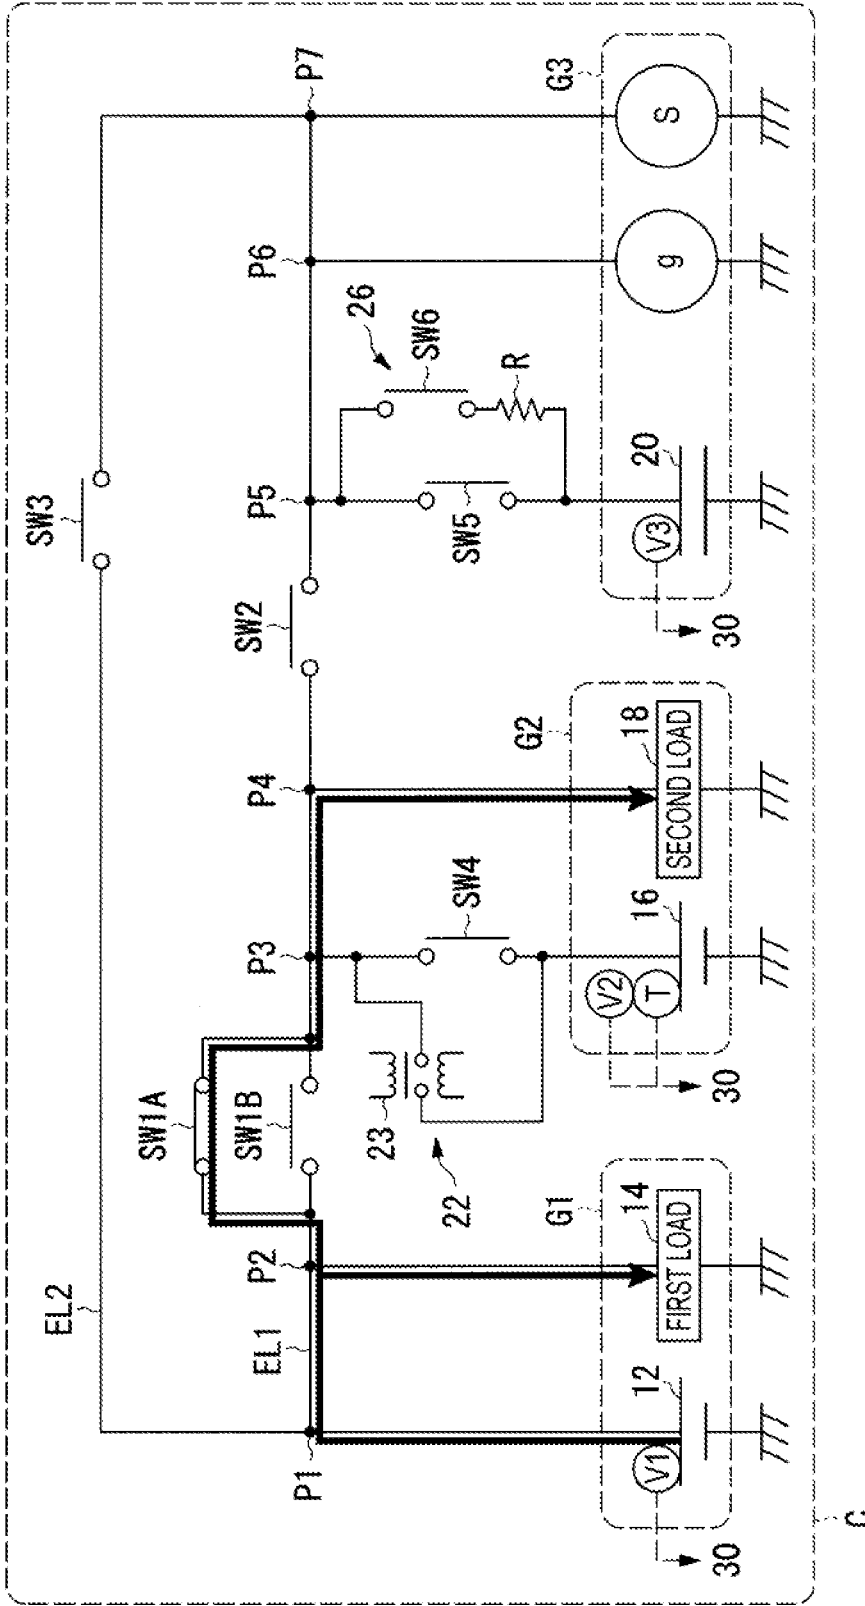 SW3
EL2
SW1A
EL1
P2
SW1B
P3
P4
SW2
P5
P6
P1
P7
26
23
SW6
22
SW4
SW5
R
G1
G2
G3
V2
12
14
16
18
20
V1
FIRST LOAD
T
SECOND LOAD
V3
g
S
30
30
30
C